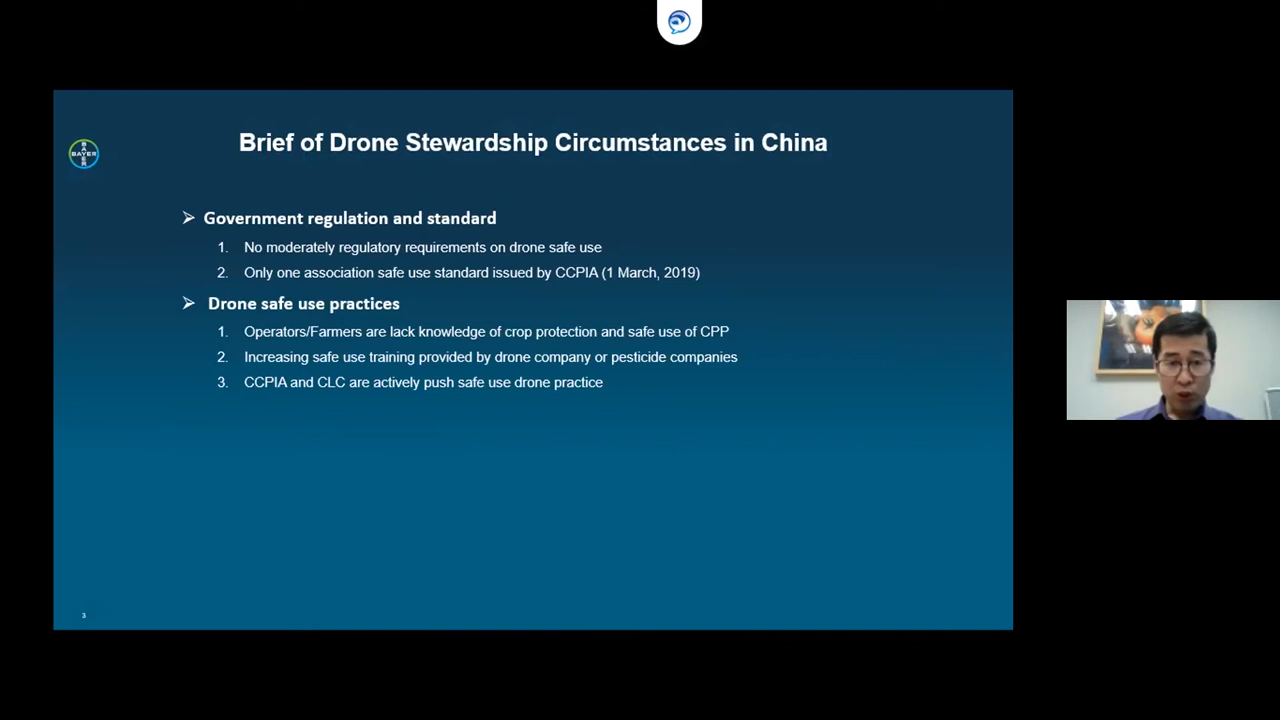 Brief of Drone Stewardship Circumstances in China
BAYER
BAYER
Government regulation and standard
1. No moderately regulatory requirements on drone safe use
2. Only one association safe use standard issued by CCPIA (1 March, 2019)
Drone safe use practices
1. Operators/Farmers are lack knowledge of crop protection and safe use of CPP
2. Increasing safe use training provided by drone company or pesticide companies
3. CCPIA and CLC are actively push safe use drone practice
3